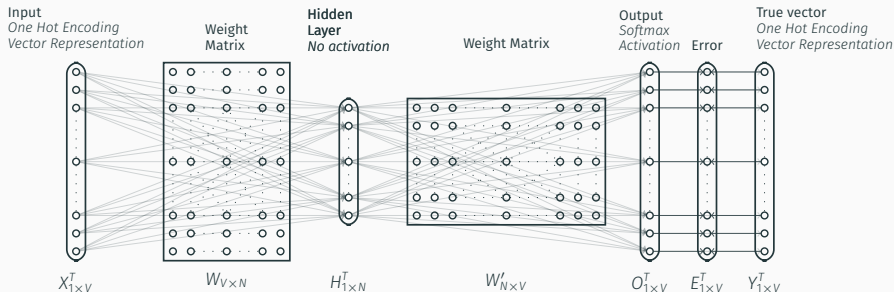 Input
One Hot Encoding
Vector Representation
Weight
Matrix
Hidden
Layer
No activation
Weight Matrix
Output
Softmax
Activation
Error
True vector
One Hot Encoding
Vector Representation
X^T_{1×V}
W_{V×N}
H^T_{1×N}
W'_{N×V}
O^T_{1×V}
E^T_{1×V}
Y^T_{1×V}